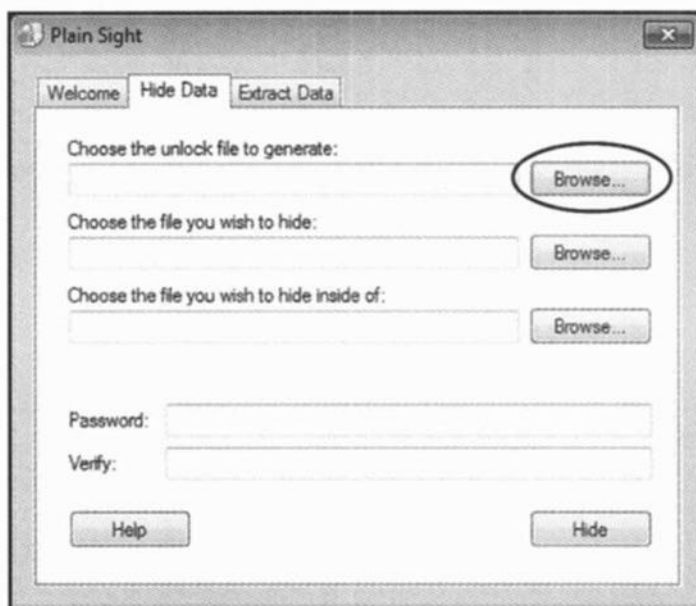 Plain Sight
Welcome Hide Data Extract Data
Choose the unlock file to generate:
Browse...
Choose the file you wish to hide:
Browse...
Choose the file you wish to hide inside of:
Browse...
Password:
Verify:
Help Hide